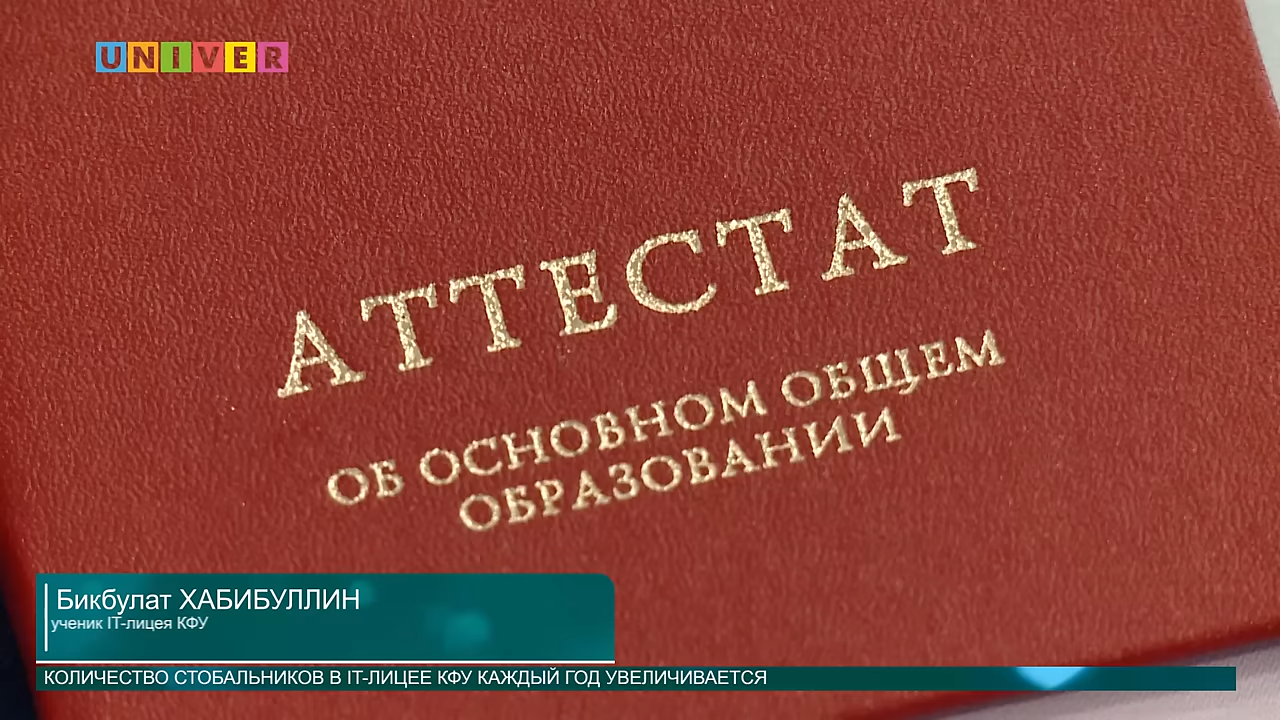 UNIVER
АТТЕСТАТ
ОБ ОСНОВНОМ ОБЩЕМ
ОБРАЗОВАНИИ
Бикбулат ХАБИБУЛЛИН
ученик IT-лицея КФУ
КОЛИЧЕСТВО СТОБАЛЬНИКОВ В IT-ЛИЦЕЕ КФУ КАЖДЫЙ ГОД УВЕЛИЧИВАЕТСЯ